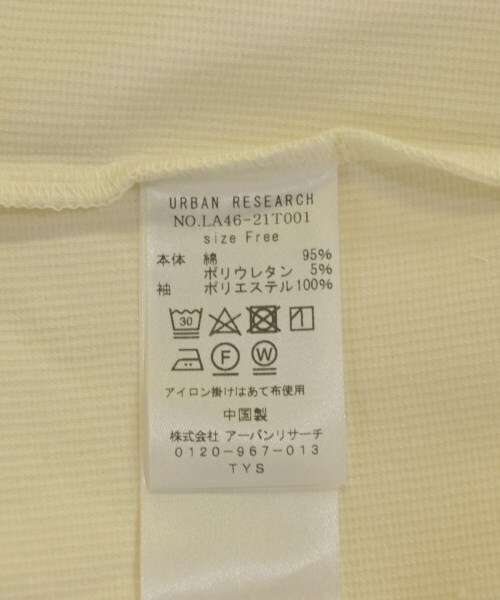 URBAN RESEARCH
NO.LA46-21T001
size Free
本体 綿 95%
ポリウレタン 5%
袖 ポリエステル 100%
30
F W
アイロン掛けはあて布使用
中国製
株式会社 アーバンリサーチ
0120-967-013
TYS